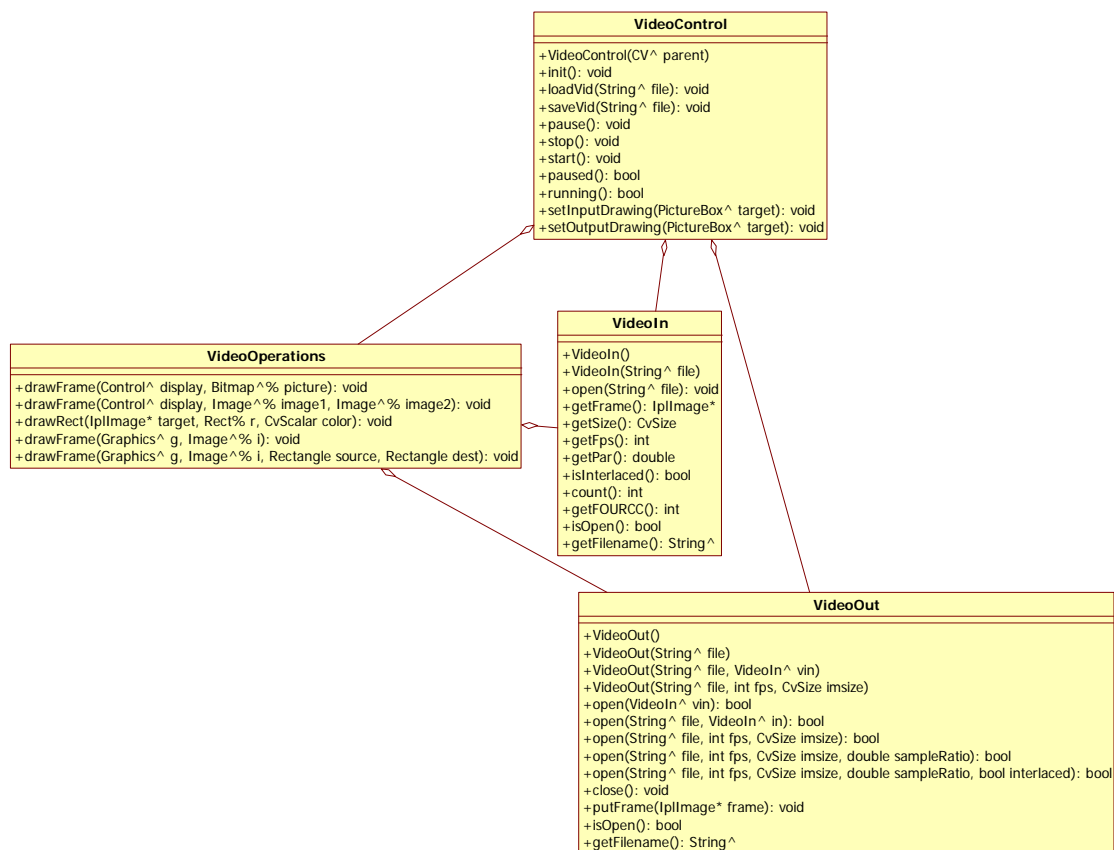 VideoControl
+VideoControl(CV^ parent)
+init(): void
+loadVid(String^ file): void
+saveVid(String^ file): void
+pause(): void
+stop(): void
+start(): void
+paused(): bool
+running(): bool
+setInputDrawing(PictureBox^ target): void
+setOutputDrawing(PictureBox^ target): void
VideoOperations
+drawFrame(Control^ display, Bitmap^% picture): void
+drawFrame(Control^ display, Image^% image1, Image^% image2): void
+drawRect(IplImage* target, Rect% r, CvScalar color): void
+drawFrame(Graphics^ g, Image^% i): void
+drawFrame(Graphics^ g, Image^% i, Rectangle source, Rectangle dest): void
VideoIn
+VideoIn()
+VideoIn(String^ file)
+open(String^ file): void
+getFrame(): IplImage*
+getSize(): CvSize
+getFps(): int
+getPar(): double
+isInterlaced(): bool
+count(): int
+getFOURCC(): int
+isOpen(): bool
+getFilename(): String^
VideoOut
+VideoOut()
+VideoOut(String^ file)
+VideoOut(String^ file, VideoIn^ vin)
+VideoOut(String^ file, int fps, CvSize imsize)
+open(VideoIn^ vin): bool
+open(String^ file, VideoIn^ in): bool
+open(String^ file, int fps, CvSize imsize): bool
+open(String^ file, int fps, CvSize imsize, double sampleRatio): bool
+open(String^ file, int fps, CvSize imsize, double sampleRatio, bool interlaced): bool
+close(): void
+putFrame(IplImage* frame): void
+isOpen(): bool
+getFilename(): String^